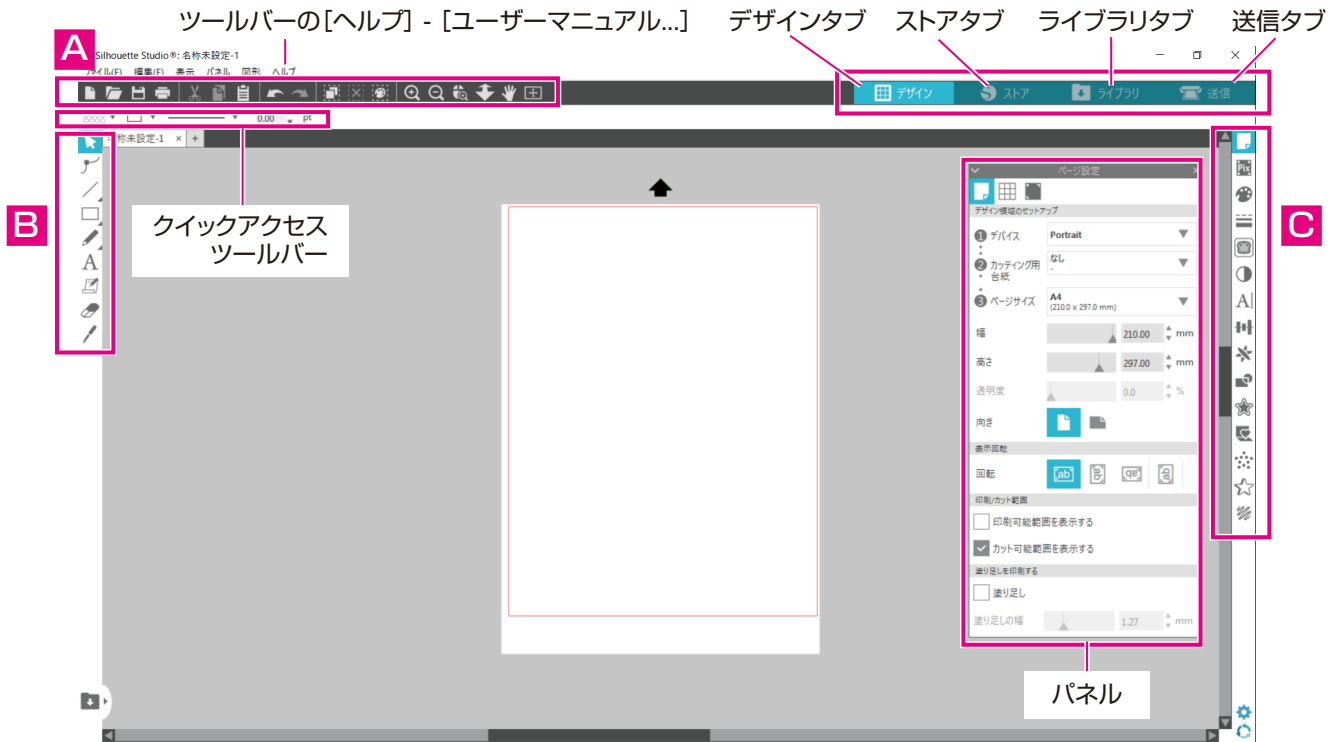 ツールバーの[ヘルプ] - [ユーザーマニュアル...]
デザインタブ
ストアタブ
ライブラリタブ
送信タブ
A
Silhouette Studio®: 名称未設定-1
ファイル(F) 編集(E) 表示 パネル 図形 ヘルプ
デザイン
ストア
ライブラリ
送信
0.00 pt
称未設定-1 × +
B
クイックアクセス
ツールバー
C
ページ設定
デザイン領域のセットアップ
1 デバイス Portrait
2 カッティング用台紙 なし
-
3 ページサイズ A4
(210.0 x 297.0 mm)
幅 210.00 mm
高さ 297.00 mm
透明度 0.0 %
向き
表示回転
回転 ab ab ab ab
印刷/カット範囲
印刷可能範囲を表示する
カット可能範囲を表示する
塗り足しを印刷する
塗り足し
塗り足しの幅 1.27 mm
パネル
PIX
A
A